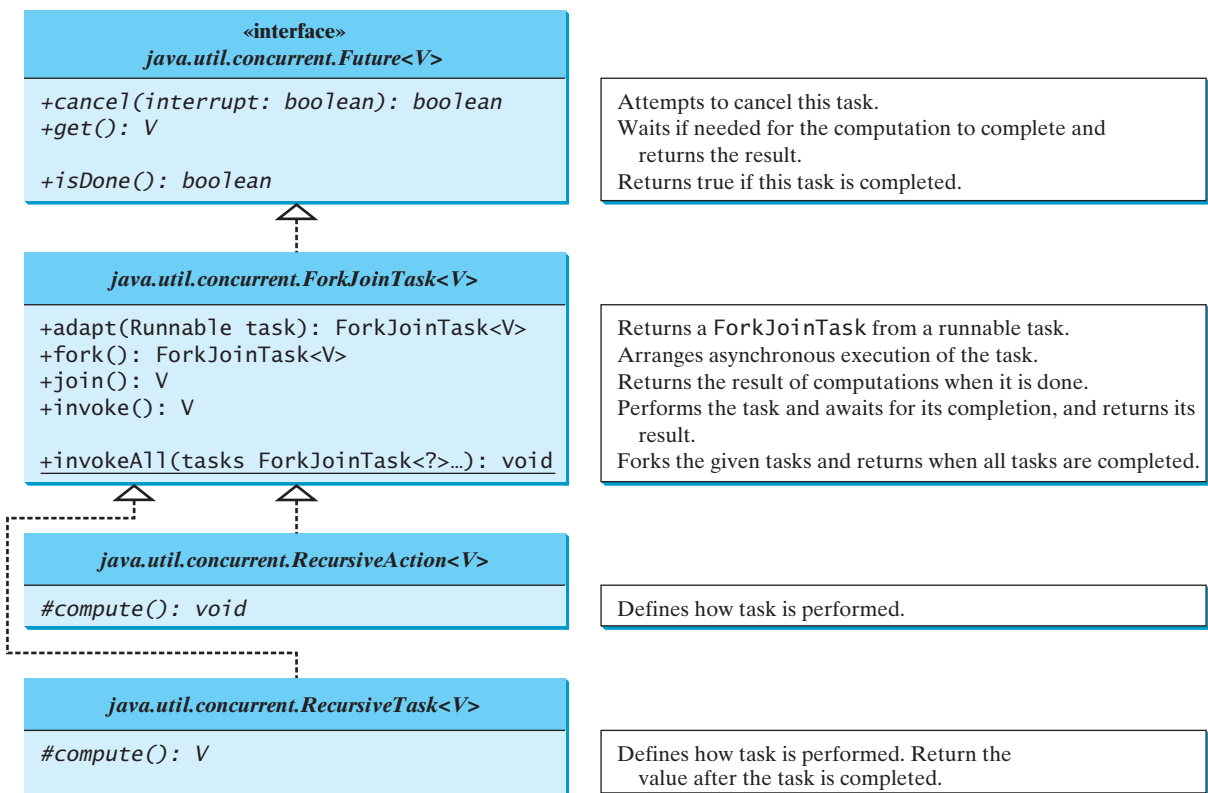 «interface»
java.util.concurrent.Future<V>
+cancel(interrupt: boolean): boolean
+get(): V
+isDone(): boolean
Attempts to cancel this task.
Waits if needed for the computation to complete and
returns the result.
Returns true if this task is completed.
java.util.concurrent.ForkJoinTask<V>
+adapt(Runnable task): ForkJoinTask<V>
+fork(): ForkJoinTask<V>
+join(): V
+invoke(): V
+invokeAll(tasks ForkJoinTask<?>…): void
Returns a ForkJoinTask from a runnable task.
Arranges asynchronous execution of the task.
Returns the result of computations when it is done.
Performs the task and awaits for its completion, and returns its
result.
Forks the given tasks and returns when all tasks are completed.
java.util.concurrent.RecursiveAction<V>
#compute(): void
Defines how task is performed.
java.util.concurrent.RecursiveTask<V>
#compute(): V
Defines how task is performed. Return the
value after the task is completed.